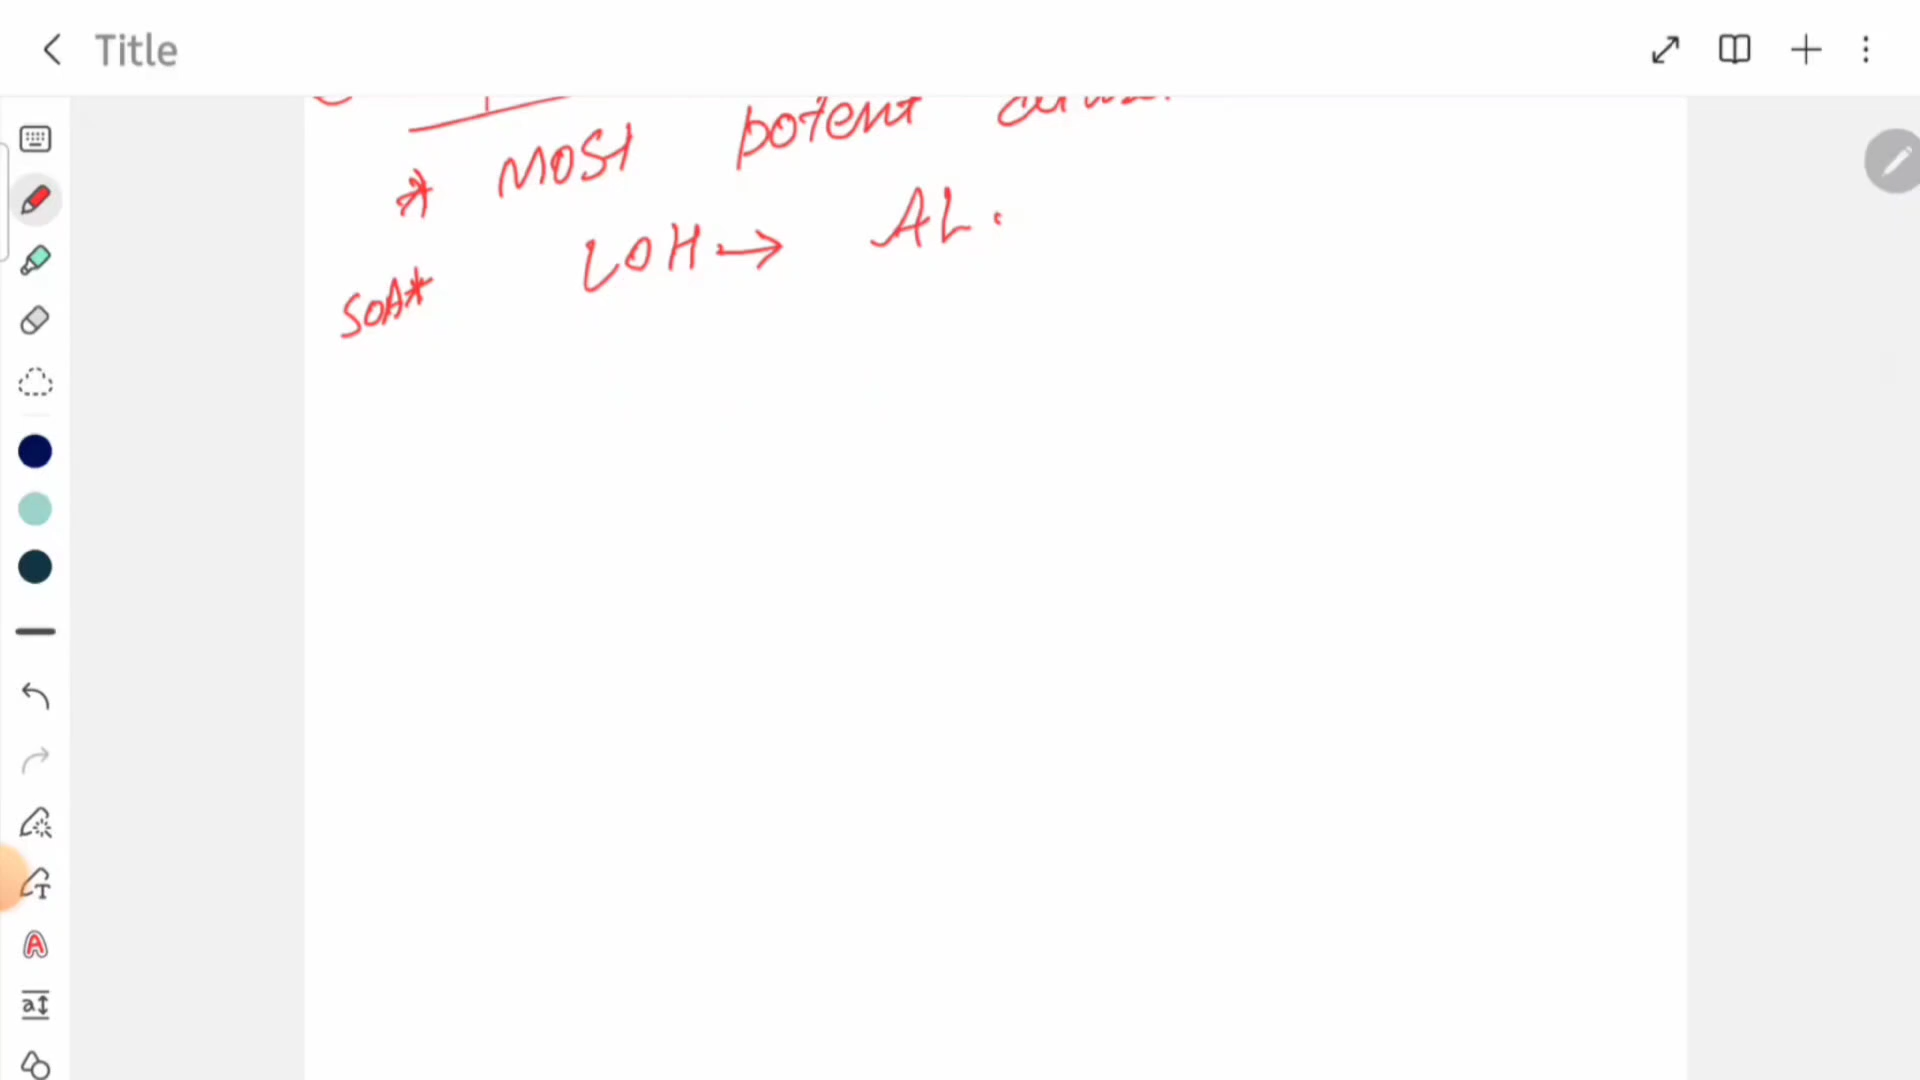 Title
* MOST potent
SOA* LOH → AL.